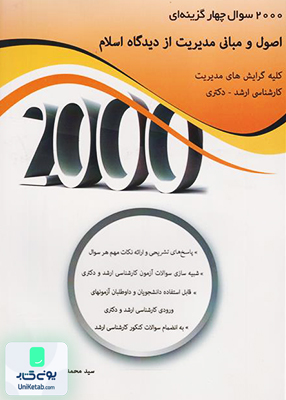 ۲۰۰۰ سوال چهار گزینه‌ای
اصول و مبانی مدیریت از دیدگاه اسلام
کلیه گرایش های مدیریت
کارشناسی ارشد - دکتری
2000
پاسخ‌های تشریحی و ارائه نکات مهم هر سوال
شبیه سازی سوالات آزمون کارشناسی ارشد و دکتری
قابل استفاده دانشجویان و داوطلبان آزمونهای
ورودی کارشناسی ارشد و دکتری
به انضمام سوالات کنکور کارشناسی ارشد
سید محمد
یونی کتاب
UniKetab.com